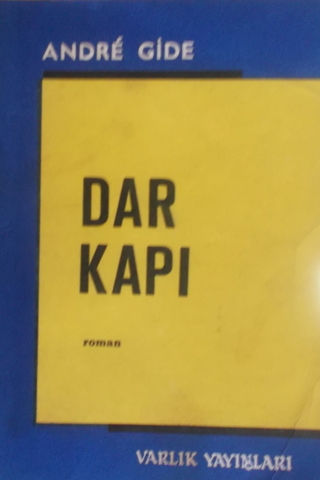 ANDRÉ GİDE
DAR
KAPI
roman
VARLIK YAYINLARI